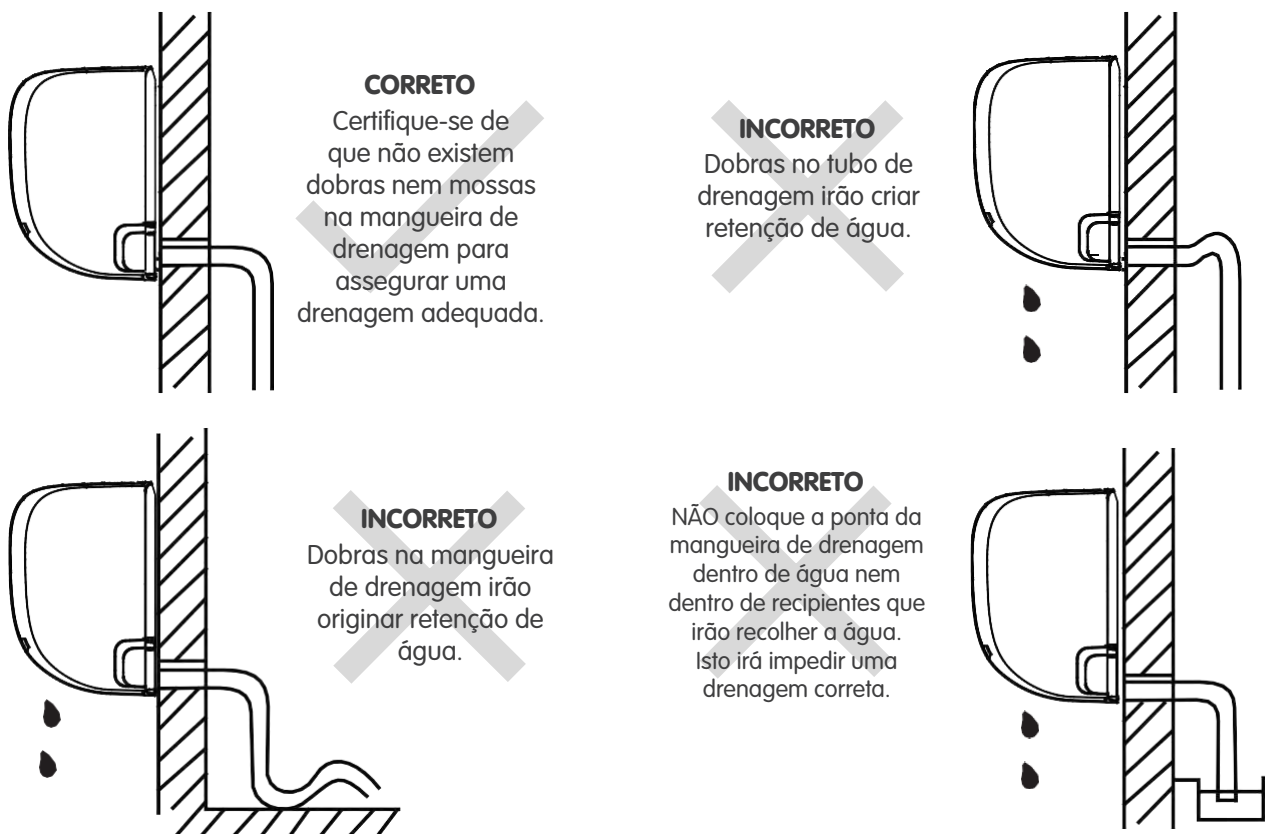 CORRETO
Certifique-se de
que não existem
dobras nem mossas
na mangueira de
drenagem para
assegurar uma
drenagem adequada.
INCORRETO
Dobras no tubo de
drenagem irão criar
retenção de água.
INCORRETO
Dobras na mangueira
de drenagem irão
originar retenção de
água.
INCORRETO
NÃO coloque a ponta da
mangueira de drenagem
dentro de água nem
dentro de recipientes que
irão recolher a água.
Isto irá impedir uma
drenagem correta.